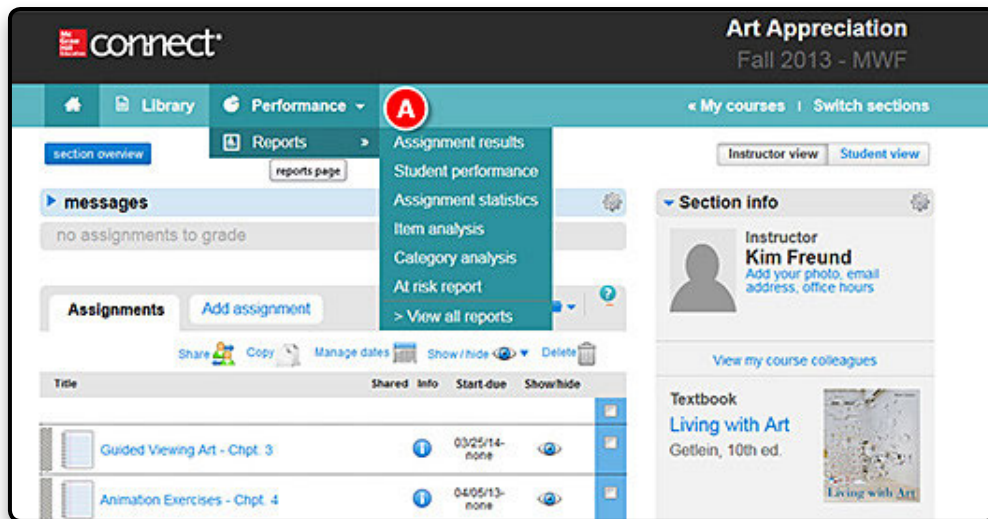 Mc Graw Hill Education connect
Art Appreciation
Fall 2013 - MWF
Library
Performance
A
« My courses | Switch sections
Reports »
Assignment results
Student performance
Assignment statistics
Item analysis
Category analysis
At risk report
> View all reports
section overview
reports page
Instructor view
Student view
messages
no assignments to grade
Section info
Instructor
Kim Freund
Add your photo, email
address, office hours
View my course colleagues
Assignments
Add assignment
?
Share
Copy
Manage dates
Show / hide
Delete
Title
Shared
Info
Start-due
Show/hide
Guided Viewing Art - Chpt. 3
03/25/14-
none
Animation Exercises - Chpt. 4
04/05/13-
none
Textbook
Living with Art
Getlein, 10th ed.
Living with Art